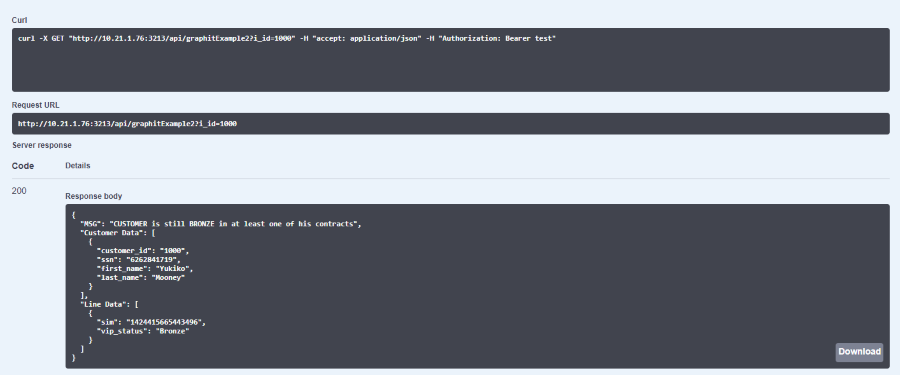 Curl
curl -X GET "http://10.21.1.76:3213/api/graphitExample2?i_id=1000" -H "accept: application/json" -H "Authorization: Bearer test"
Request URL
http://10.21.1.76:3213/api/graphitExample2?i_id=1000
Server response
Code Details
200
Response body
{
"MSG": "CUSTOMER is still BRONZE in at least one of his contracts",
"Customer Data": [
{
"customer_id": "1000",
"ssn": "6262841719",
"first_name": "Yukiko",
"last_name": "Mooney"
}
],
"Line Data": [
{
"sim": "1424415665443496",
"vip_status": "Bronze"
}
]
}
Download